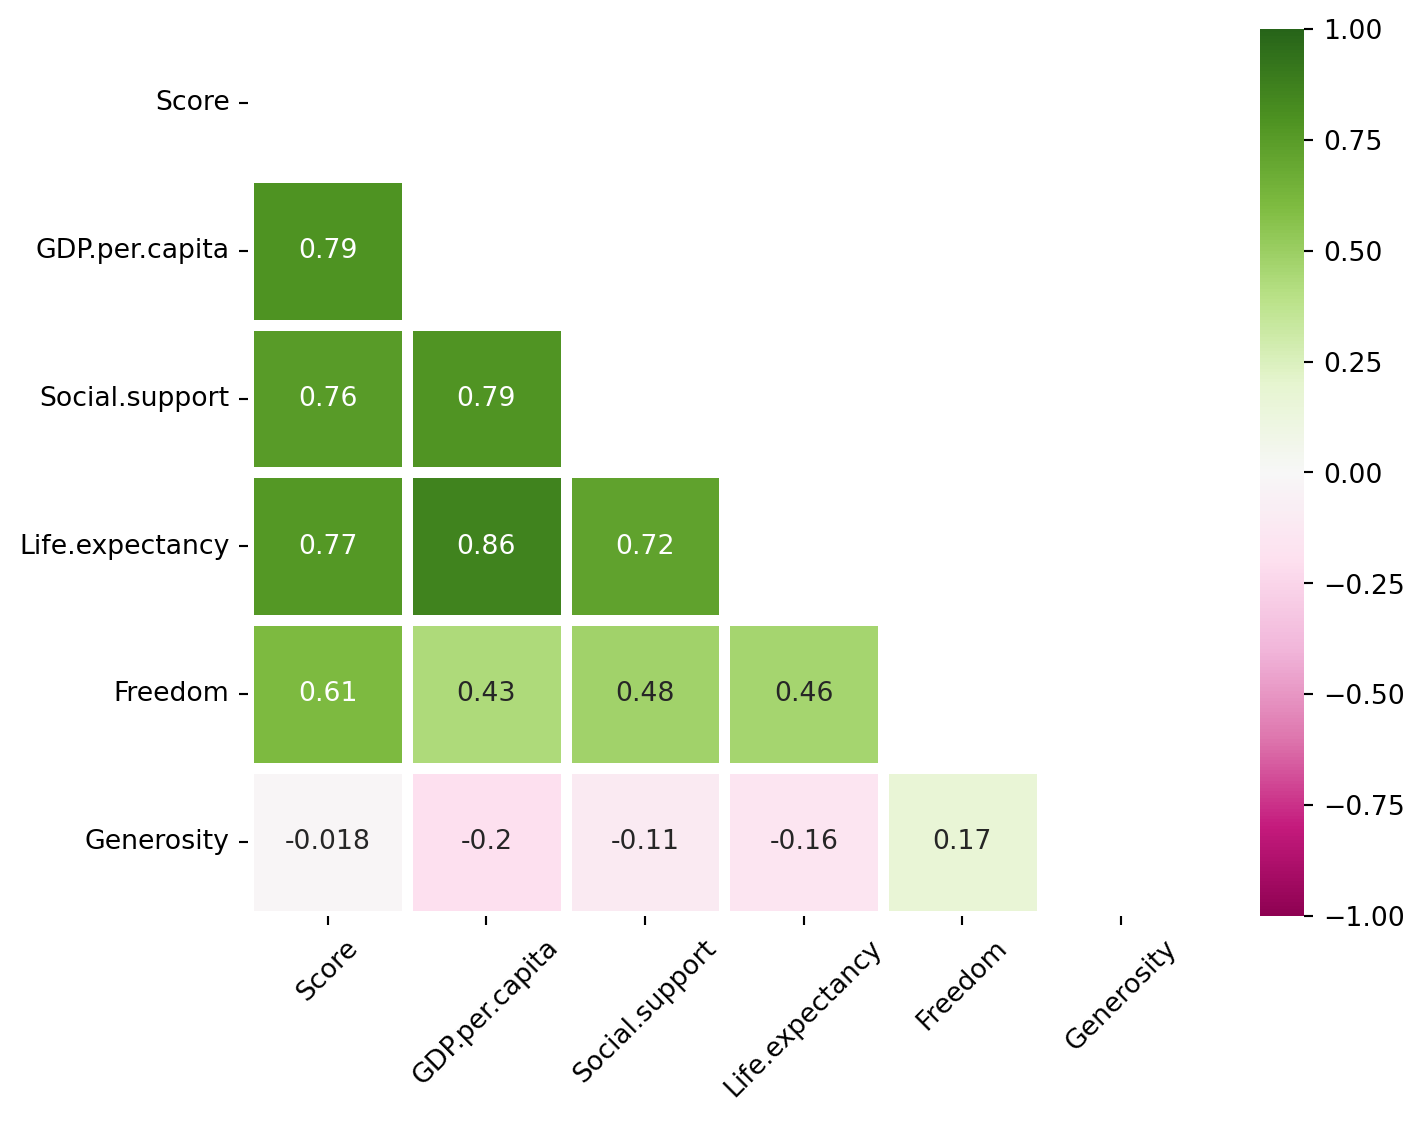 1.00
Score
0.75
GDP.per.capita 0.79
0.50
Social.support 0.76 0.79
0.25
0.00
Life.expectancy 0.77 0.86 0.72
−0.25
Freedom 0.61 0.43 0.48 0.46
−0.50
−0.75
Generosity -0.018 -0.2 -0.11 -0.16 0.17
−1.00
Score GDP.per.capita Social.support Life.expectancy Freedom Generosity